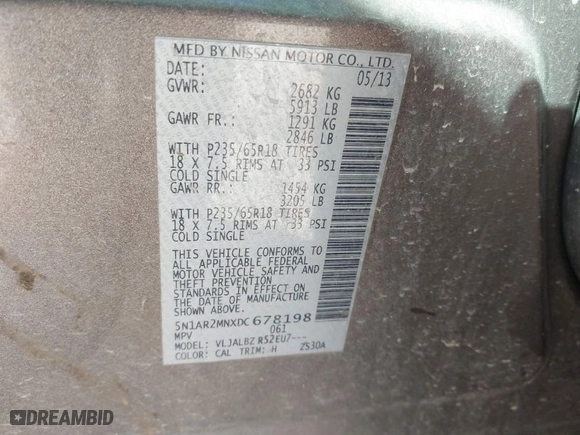 MFD BY NISSAN MOTOR CO., LTD.
DATE: 05/13
GVWR: 2682 KG
5913 LB
GAWR FR.: 1291 KG
2846 LB
WITH P235/65R18 TIRES
18 X 7.5 RIMS AT 33 PSI
COLD SINGLE
GAWR RR.: 1454 KG
3205 LB
WITH P235/65R18 TIRES
18 X 7.5 RIMS AT 33 PSI
COLD SINGLE
THIS VEHICLE CONFORMS TO
ALL APPLICABLE FEDERAL
MOTOR VEHICLE SAFETY AND
THEFT PREVENTION
STANDARDS IN EFFECT ON
THE DATE OF MANUFACTURE
SHOWN ABOVE.
5N1AR2MNXDC678198
MPV 061
MODEL: VLJALBZ R52EU7---
COLOR: CAL TRIM: H ZS30A
DREAMBID